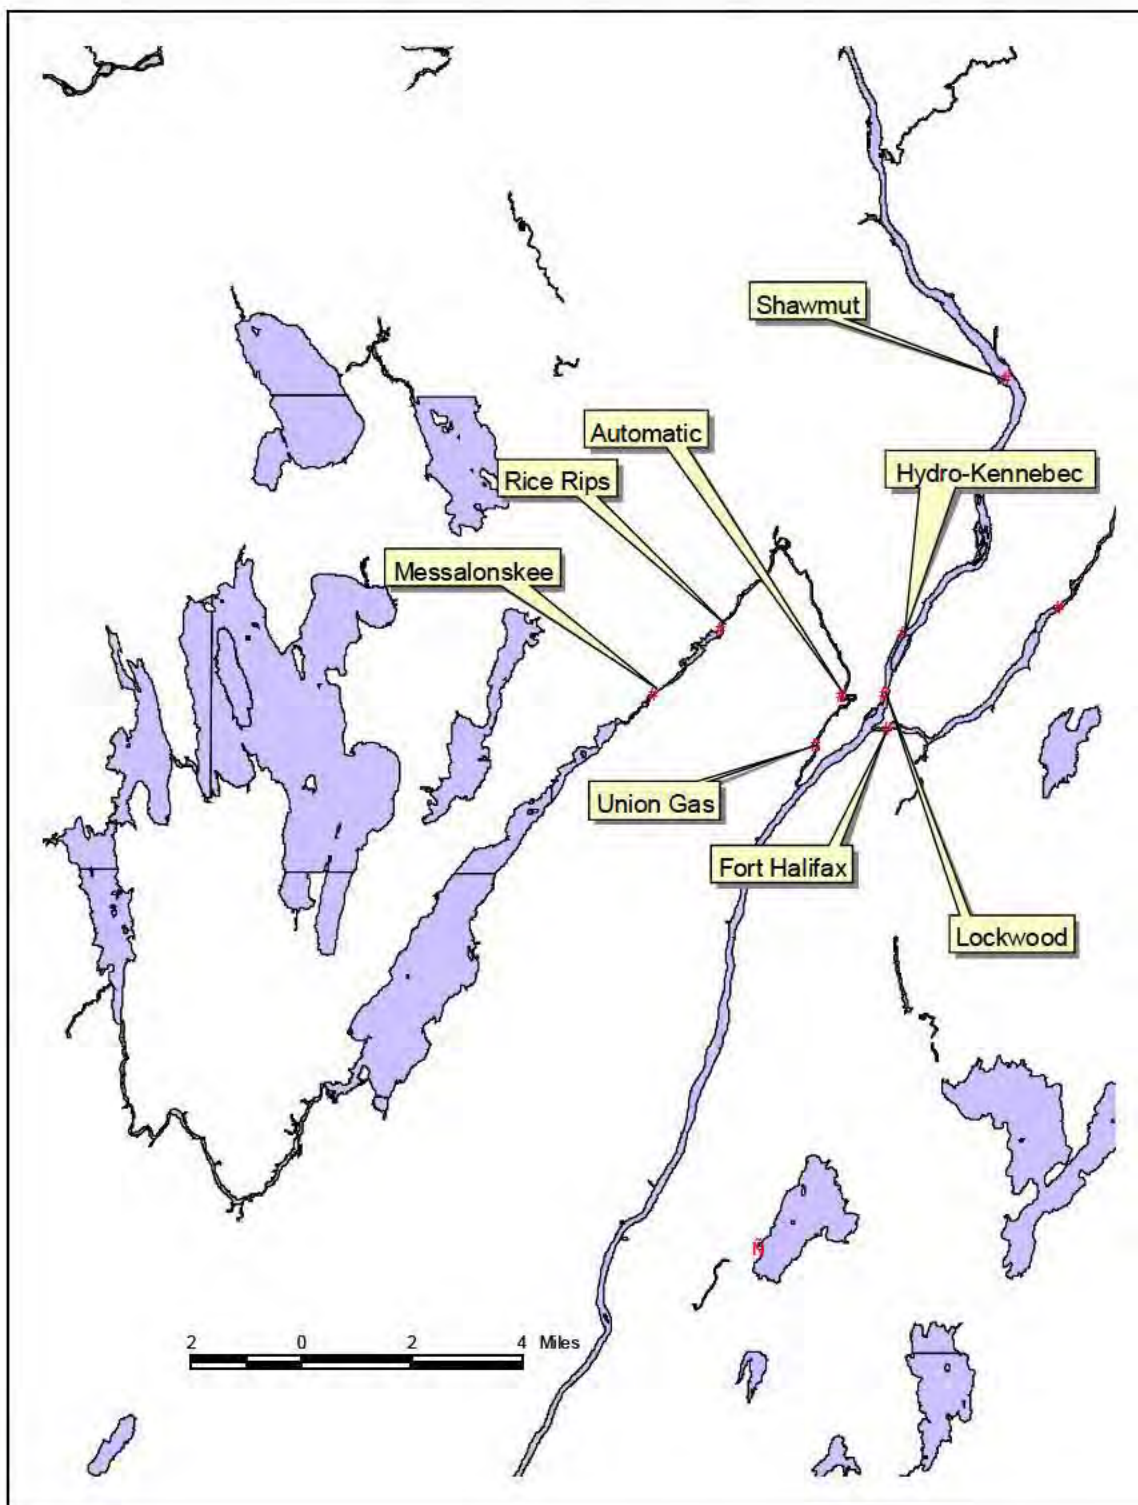 Shawmut
Automatic
Hydro-Kennebec
Rice Rips
Messalonskee
Union Gas
Fort Halifax
Lockwood
2 0 2 4 Miles